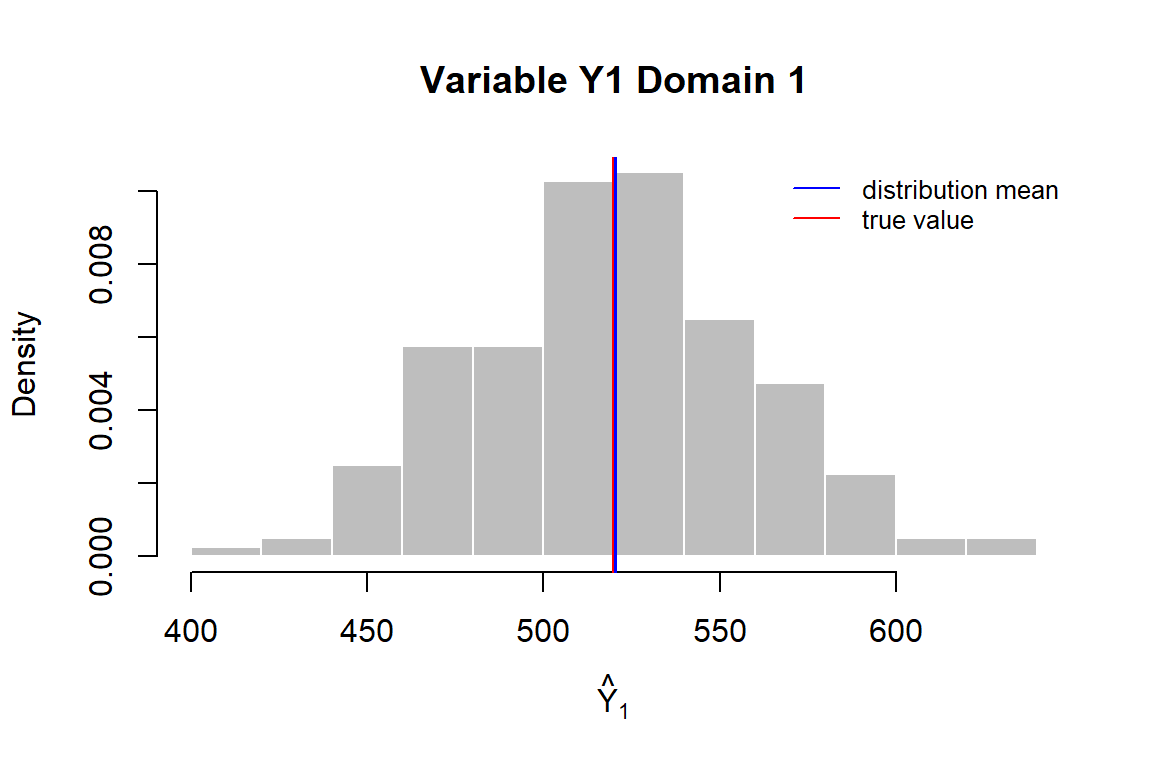 Variable Y1 Domain 1
distribution mean
true value
Density
0.008
0.004
0.000
400 450 500 550 600
Ŷ₁